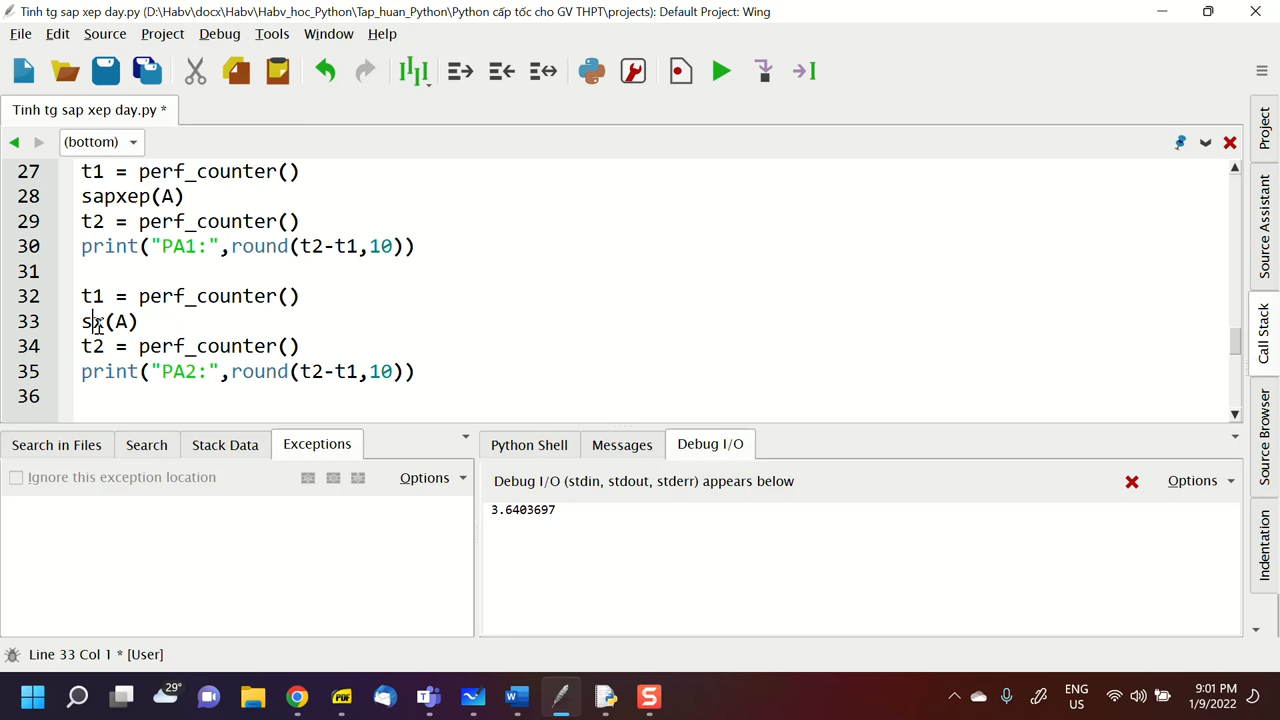 Tinh tg sap xep day.py (D:\Habv\docx\Habv\Habv_hoc_Python\Tap_huan_Python\Python cấp tốc cho GV THPT\projects): Default Project: Wing
File Edit Source Project Debug Tools Window Help
Tinh tg sap xep day.py *
(bottom)
27 t1 = perf_counter()
28 sapxep(A)
29 t2 = perf_counter()
30 print("PA1:",round(t2-t1,10))
31
32 t1 = perf_counter()
33 sx(A)
34 t2 = perf_counter()
35 print("PA2:",round(t2-t1,10))
36
Project
Source Assistant
Call Stack
Source Browser
Indentation
Search in Files Search Stack Data Exceptions
Ignore this exception location Options
Python Shell Messages Debug I/O
Debug I/O (stdin, stdout, stderr) appears below Options
3.6403697
Line 33 Col 1 * [User]
29°
PDF
S
ENG
US
9:01 PM
1/9/2022